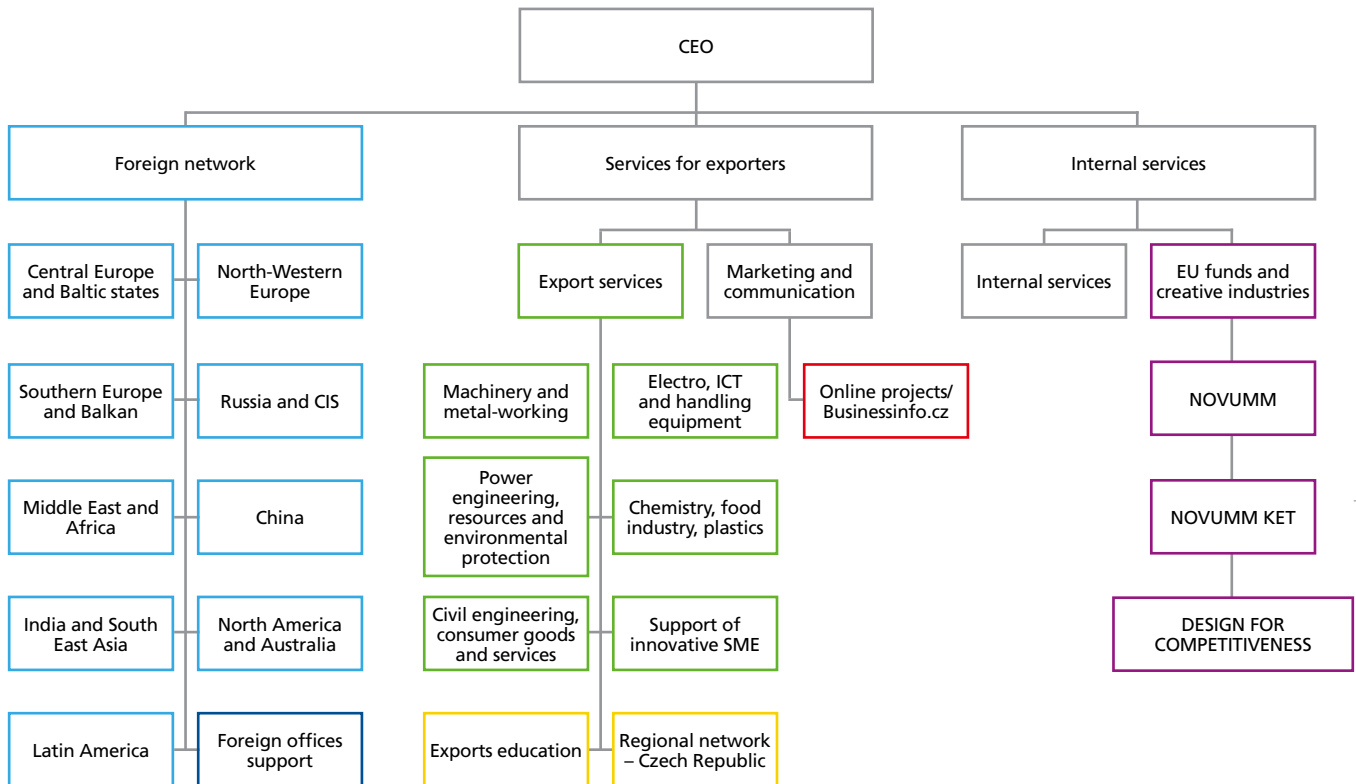 CEO
Foreign network
Services for exporters
Internal services
Central Europe
and Baltic states
North-Western
Europe
Export services
Marketing and
communication
Internal services
EU funds and
creative industries
Southern Europe
and Balkan
Russia and CIS
Machinery and
metal-working
Electro, ICT
and handling
equipment
Online projects/
Businessinfo.cz
NOVUMM
Middle East and
Africa
China
Power
engineering,
resources and
environmental
protection
Chemistry, food
industry, plastics
NOVUMM KET
India and South
East Asia
North America
and Australia
Civil engineering,
consumer goods
and services
Support of
innovative SME
DESIGN FOR
COMPETITIVENESS
Latin America
Foreign offices
support
Exports education
Regional network
– Czech Republic